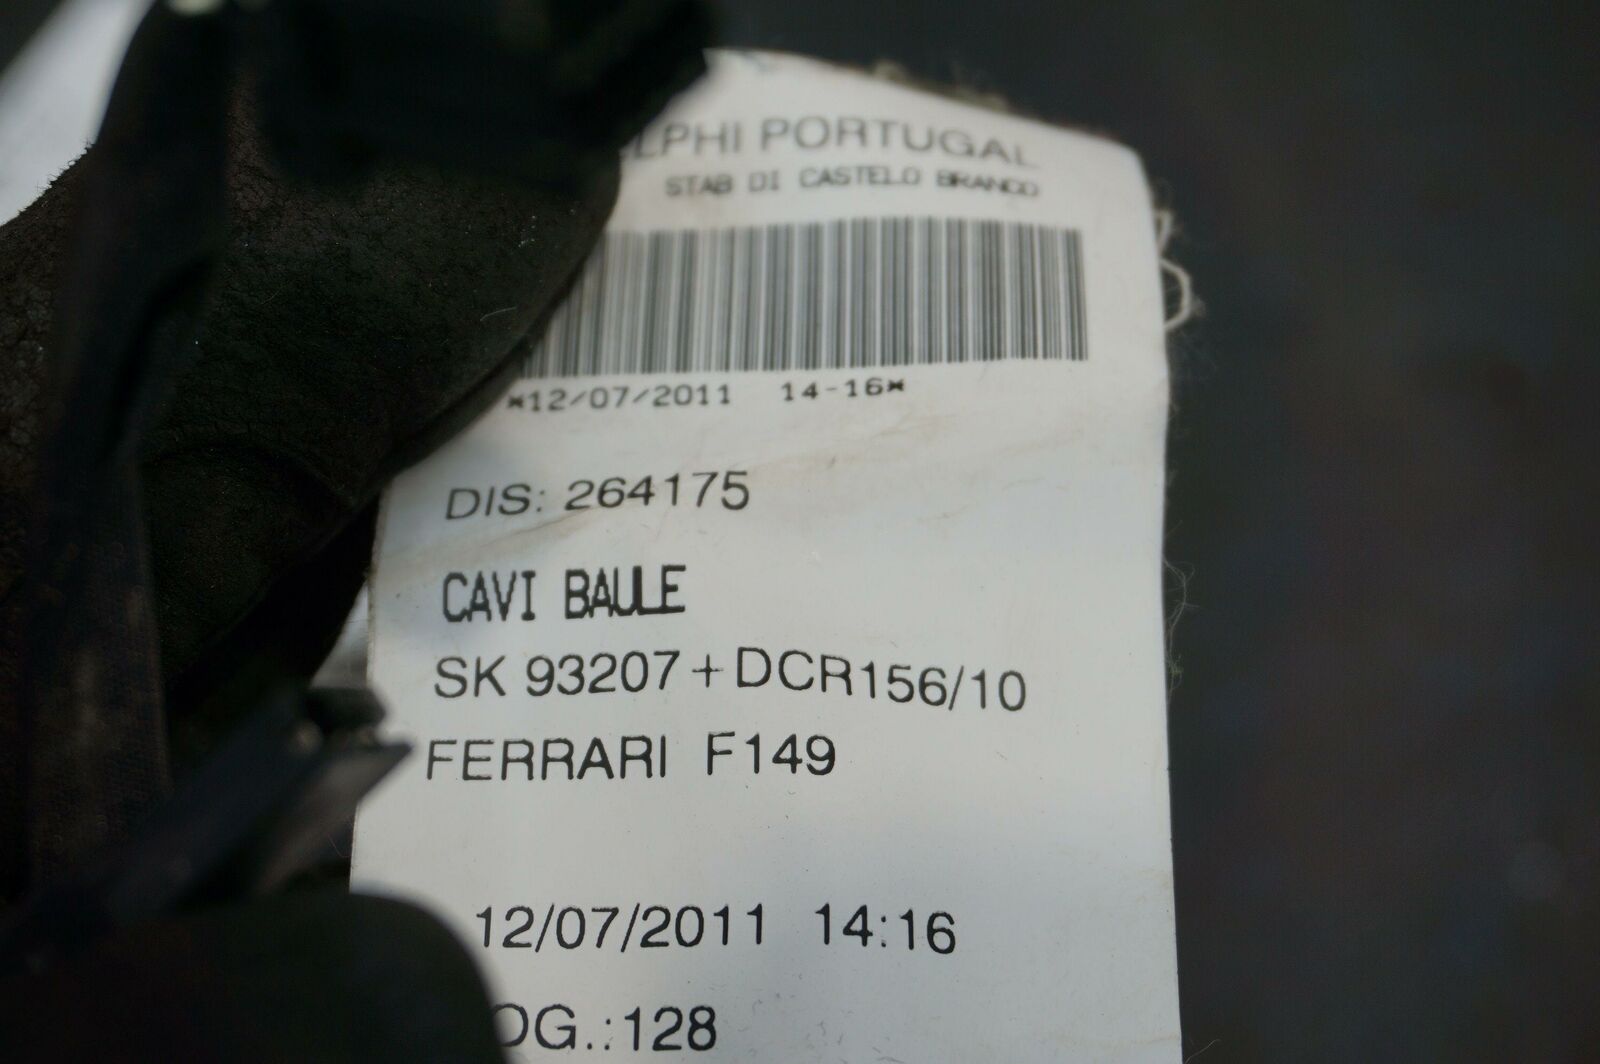 LPHI PORTUGAL
STAB DI CASTELO BRANCO
*12/07/2011 14-16*
DIS: 264175
CAVI BAULE
SK 93207+DCR156/10
FERRARI F149
12/07/2011 14:16
OG.:128